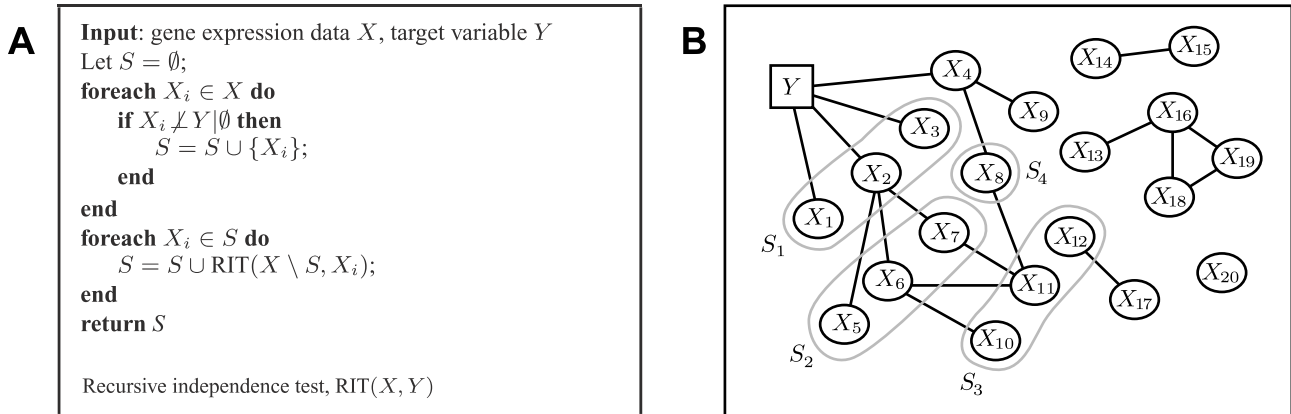 A
Input: gene expression data X, target variable Y
Let S = ∅;
foreach X_i ∈ X do
if X_i ⊥̸ Y|∅ then
S = S ∪ {X_i};
end
end
foreach X_i ∈ S do
S = S ∪ RIT(X \ S, X_i);
end
return S
Recursive independence test, RIT(X, Y)
B
Y
X_4
X_14
X_15
X_9
X_3
X_16
X_13
X_19
X_2
X_8
S_4
X_18
X_1
S_1
X_7
X_12
X_6
X_11
X_20
X_17
X_5
X_10
S_2
S_3